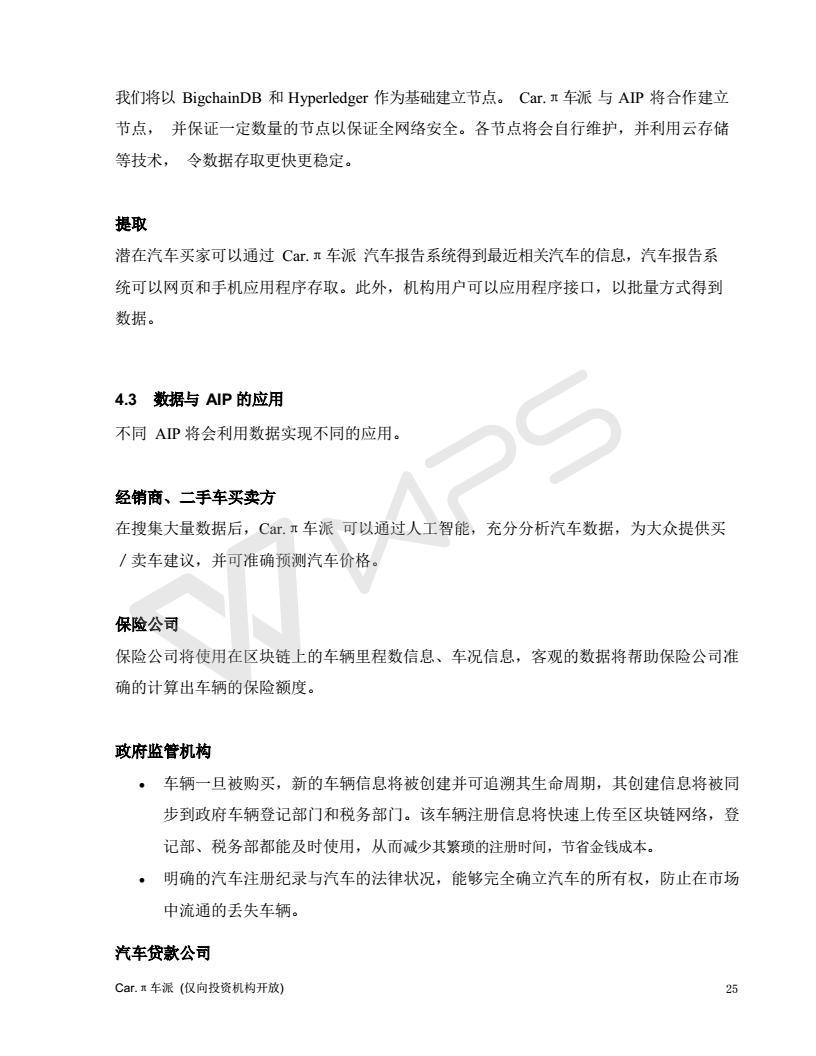 我们将以 BigchainDB 和 Hyperledger 作为基础建立节点。 Car.π车派 与 AIP 将合作建立
节点， 并保证一定数量的节点以保证全网络安全。各节点将会自行维护，并利用云存储
等技术， 令数据存取更快更稳定。
提取
潜在汽车买家可以通过 Car.π车派 汽车报告系统得到最近相关汽车的信息，汽车报告系
统可以网页和手机应用程序存取。此外，机构用户可以应用程序接口，以批量方式得到
数据。
4.3 数据与 AIP 的应用
不同 AIP 将会利用数据实现不同的应用。
经销商、二手车买卖方
在搜集大量数据后，Car.π车派 可以通过人工智能，充分分析汽车数据，为大众提供买
／卖车建议，并可准确预测汽车价格。
保险公司
保险公司将使用在区块链上的车辆里程数信息、车况信息，客观的数据将帮助保险公司准
确的计算出车辆的保险额度。
政府监管机构
• 车辆一旦被购买，新的车辆信息将被创建并可追溯其生命周期，其创建信息将被同
步到政府车辆登记部门和税务部门。该车辆注册信息将快速上传至区块链网络，登
记部、税务部都能及时使用，从而减少其繁琐的注册时间，节省金钱成本。
• 明确的汽车注册纪录与汽车的法律状况，能够完全确立汽车的所有权，防止在市场
中流通的丢失车辆。
汽车贷款公司
Car.π车派 (仅向投资机构开放) 25
WPS